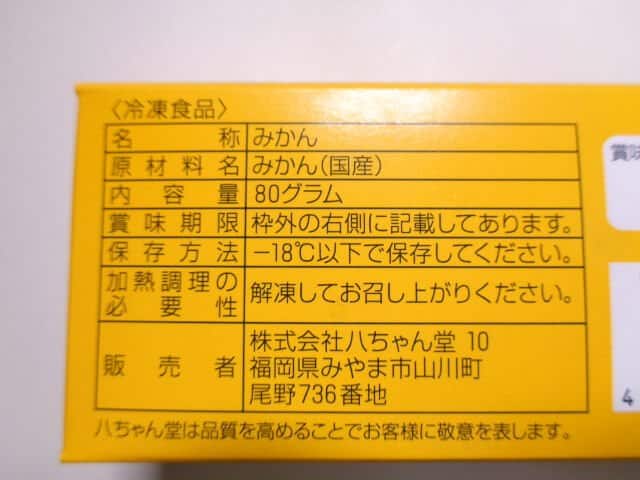 〈冷凍食品〉
名称 みかん
原材料名 みかん(国産)
内容量 80グラム
賞味期限 枠外の右側に記載してあります。
保存方法 −18℃以下で保存してください。
加熱調理の
必要性 解凍してお召し上がりください。
販売者 株式会社八ちゃん堂 10
福岡県みやま市山川町
尾野736番地
八ちゃん堂は品質を高めることでお客様に敬意を表します。
賞味
4